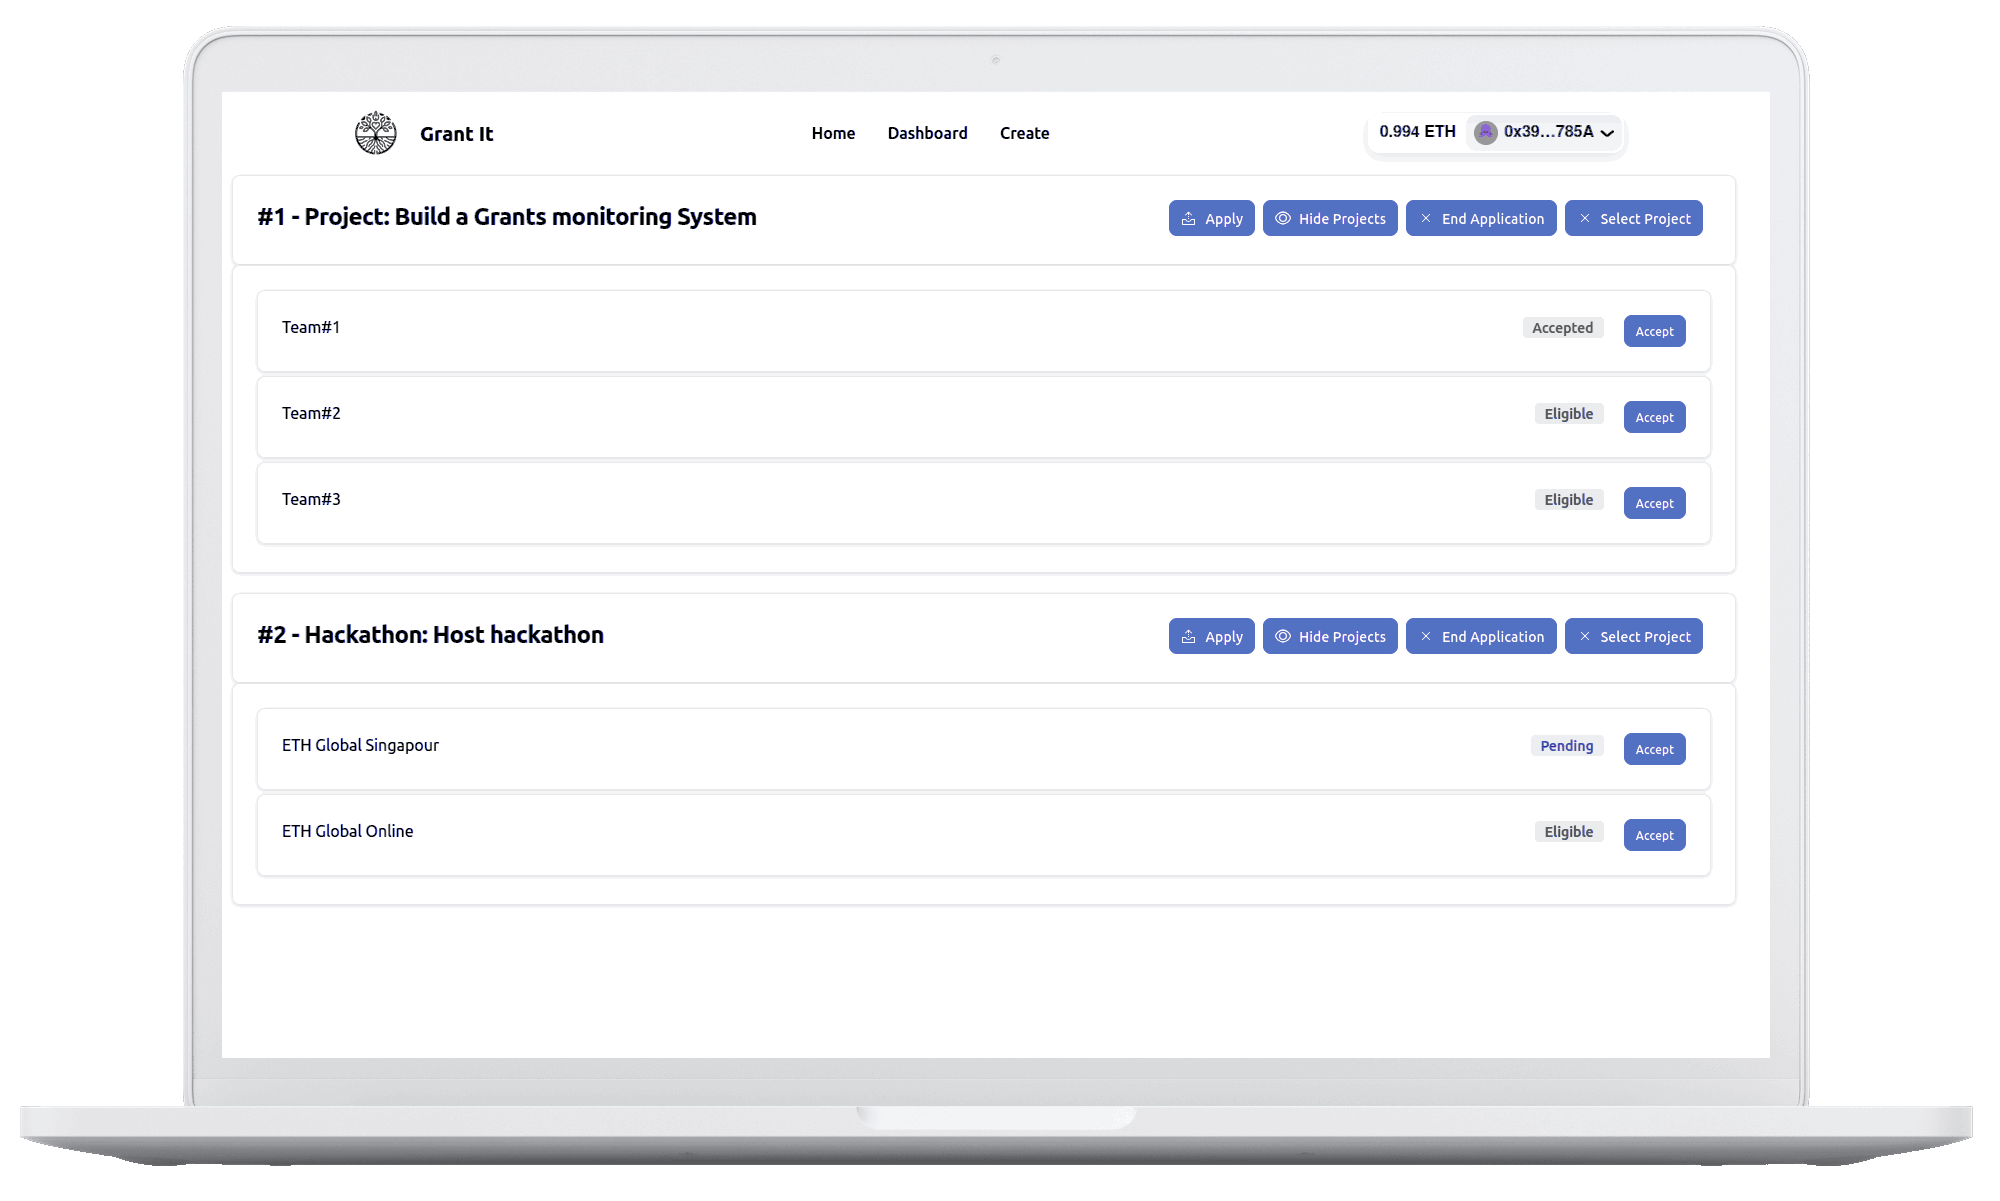 Grant It
Home Dashboard Create
0.994 ETH 0x39...785A
#1 - Project: Build a Grants monitoring System
Apply Hide Projects End Application Select Project
Team#1 Accepted Accept
Team#2 Eligible Accept
Team#3 Eligible Accept
#2 - Hackathon: Host hackathon
Apply Hide Projects End Application Select Project
ETH Global Singapour Pending Accept
ETH Global Online Eligible Accept